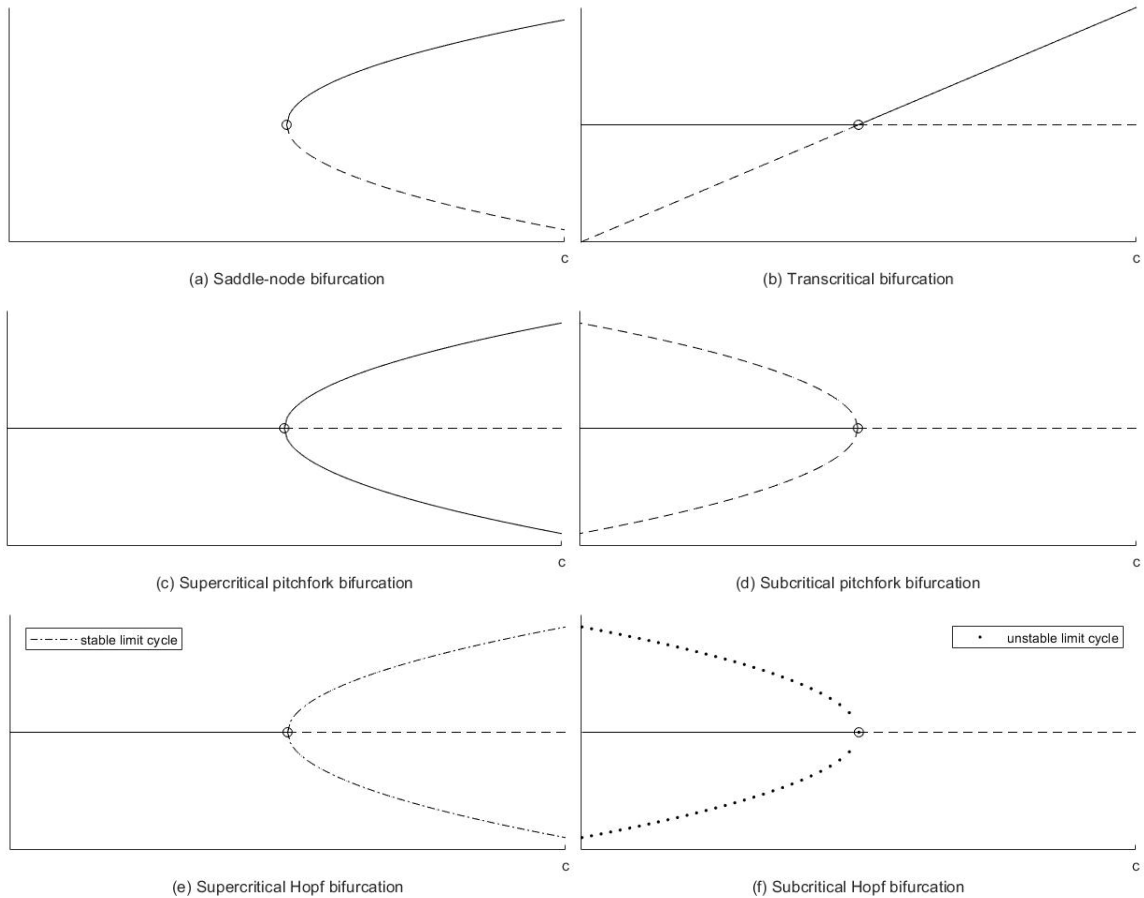 c
c
(a) Saddle-node bifurcation
(b) Transcritical bifurcation
c
c
(c) Supercritical pitchfork bifurcation
(d) Subcritical pitchfork bifurcation
stable limit cycle
unstable limit cycle
c
c
(e) Supercritical Hopf bifurcation
(f) Subcritical Hopf bifurcation